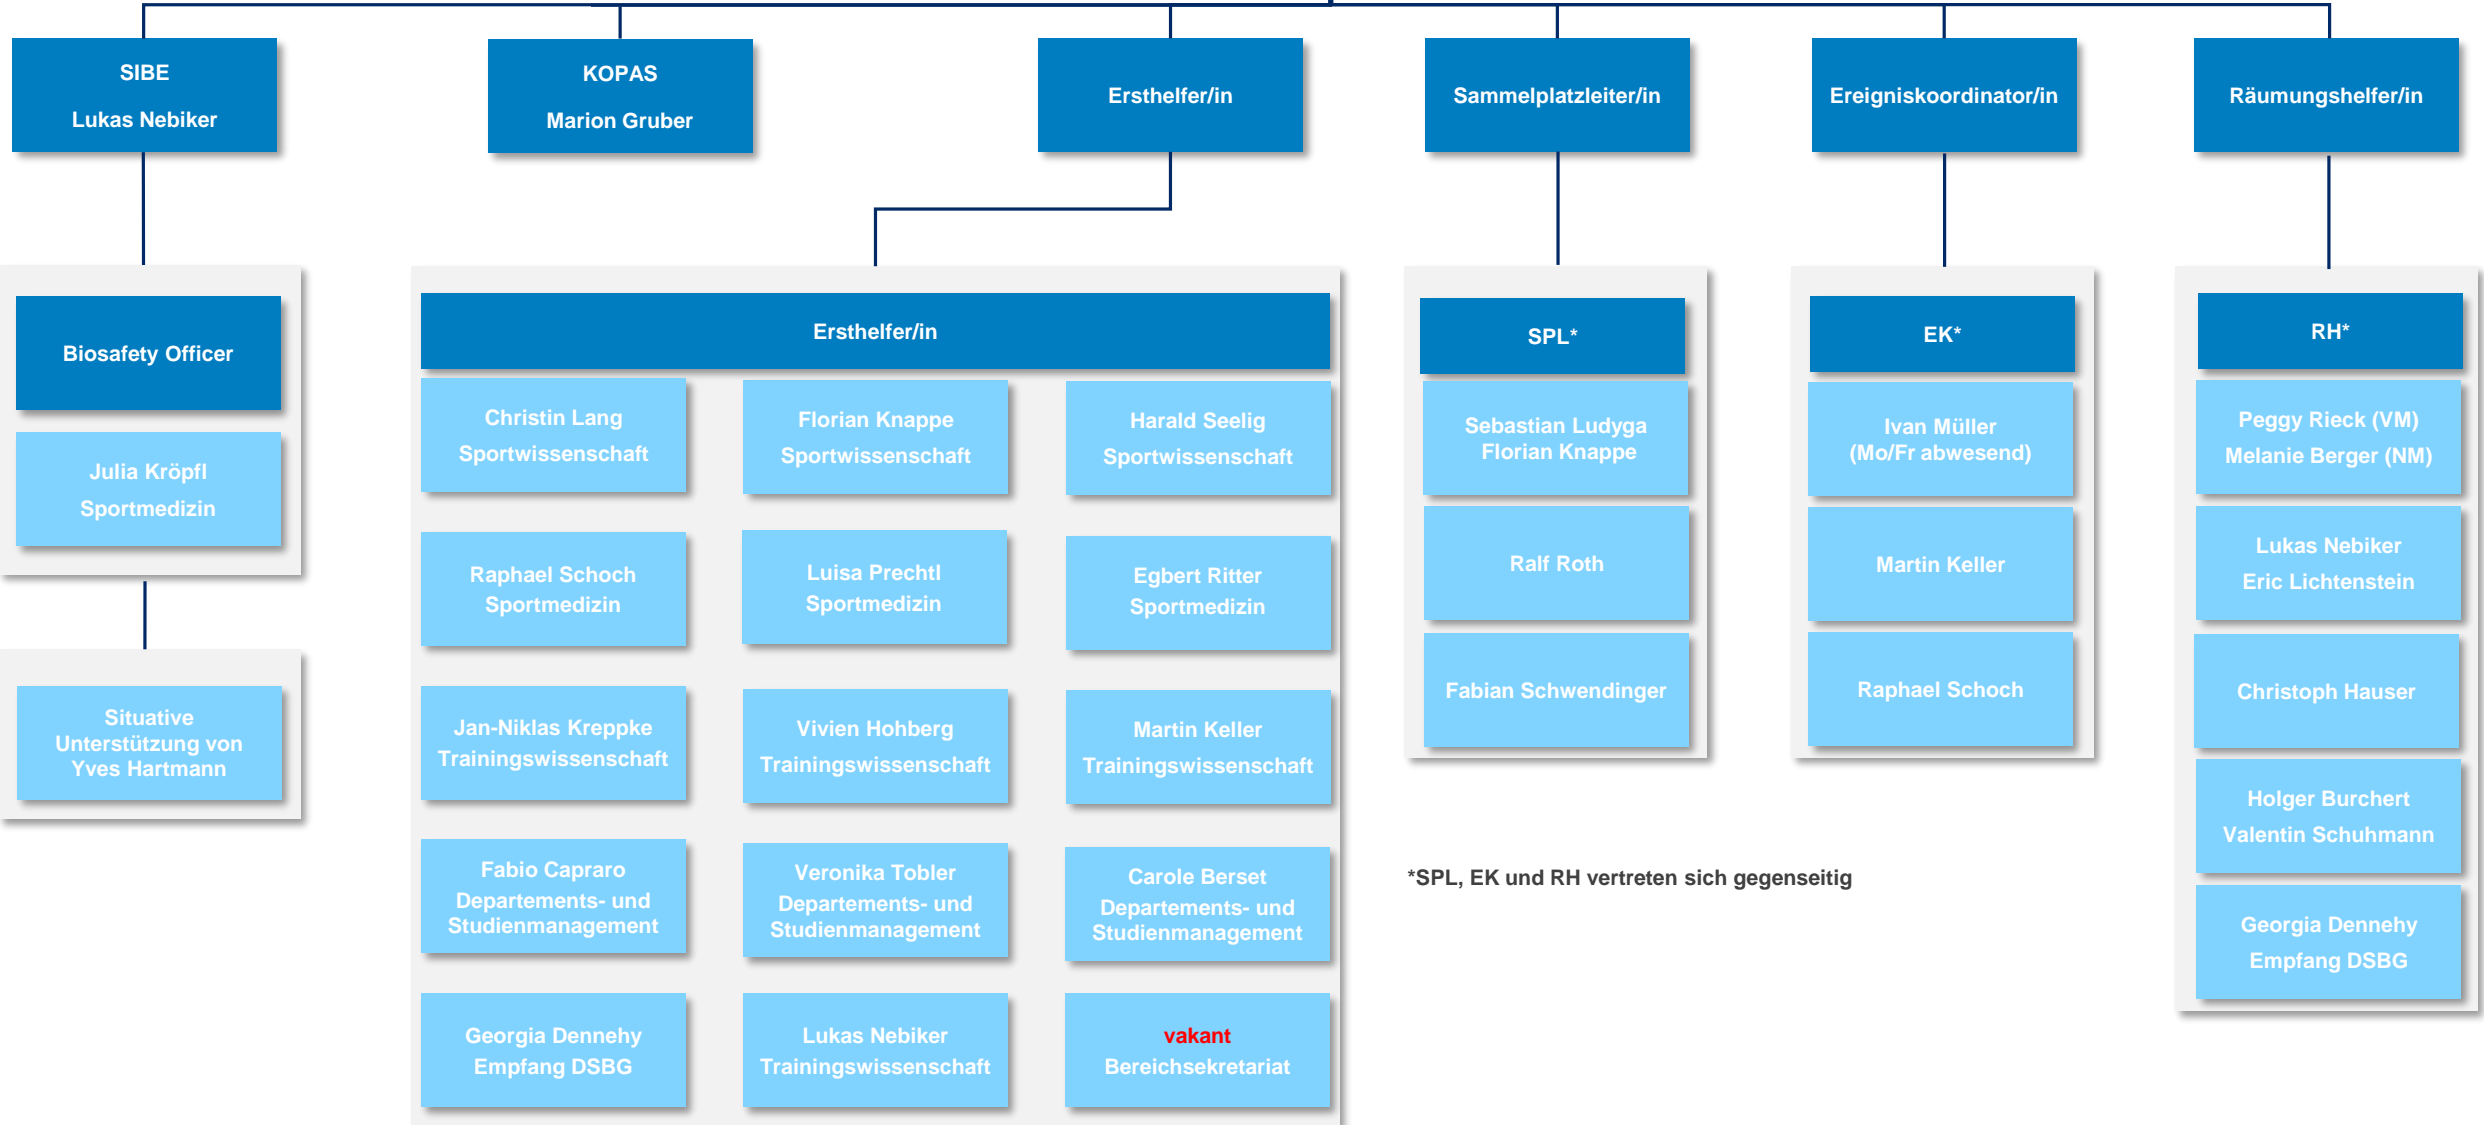 SIBE
Lukas Nebiker
KOPAS
Marion Gruber
Ersthelfer/in
Sammelplatzleiter/in
Ereigniskoordinator/in
Räumungshelfer/in
Biosafety Officer
Julia Kröpfl
Sportmedizin
Situative
Unterstützung von
Yves Hartmann
Ersthelfer/in
Christin Lang
Sportwissenschaft
Florian Knappe
Sportwissenschaft
Harald Seelig
Sportwissenschaft
Raphael Schoch
Sportmedizin
Luisa Prechtl
Sportmedizin
Egbert Ritter
Sportmedizin
Jan-Niklas Kreppke
Trainingswissenschaft
Vivien Hohberg
Trainingswissenschaft
Martin Keller
Trainingswissenschaft
Fabio Capraro
Departements- und
Studienmanagement
Veronika Tobler
Departements- und
Studienmanagement
Carole Berset
Departements- und
Studienmanagement
Georgia Dennehy
Empfang DSBG
Lukas Nebiker
Trainingswissenschaft
vakant
Bereichsekretariat
SPL*
Sebastian Ludyga
Florian Knappe
Ralf Roth
Fabian Schwendinger
EK*
Ivan Müller
(Mo/Fr abwesend)
Martin Keller
Raphael Schoch
RH*
Peggy Rieck (VM)
Melanie Berger (NM)
Lukas Nebiker
Eric Lichtenstein
Christoph Hauser
Holger Burchert
Valentin Schuhmann
Georgia Dennehy
Empfang DSBG
*SPL, EK und RH vertreten sich gegenseitig